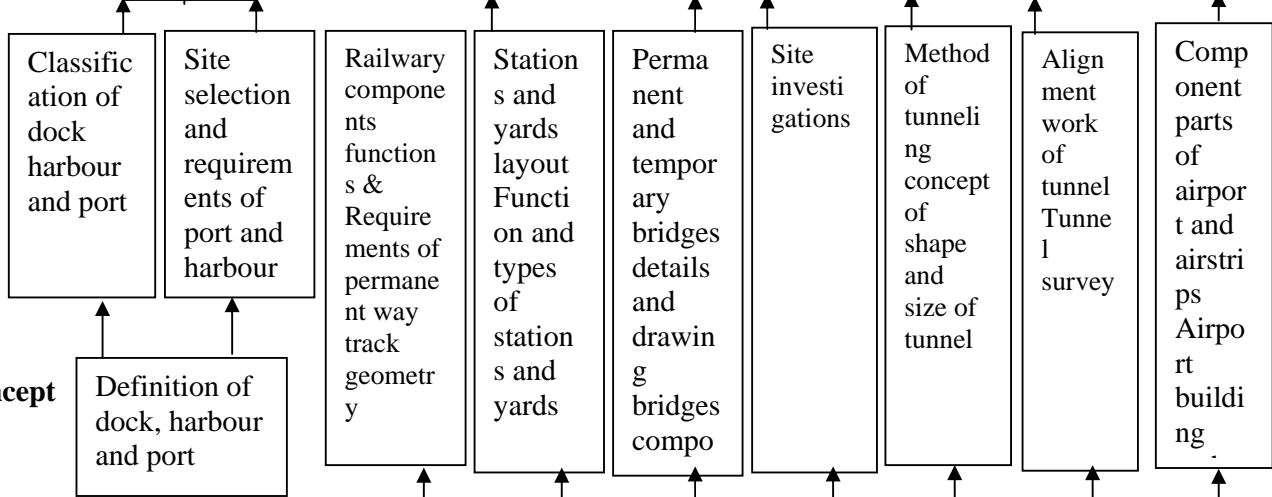 Classific
ation of
dock
harbour
and port
Site
selection
and
requirem
ents of
port and
harbour
Railwary
compone
nts
function
s &
Require
ments of
permane
nt way
track
geometr
y
Station
s and
yards
layout
Functi
on and
types
of
station
s and
yards
Perma
nent
and
tempor
ary
bridges
details
and
drawin
g
bridges
compo
Site
investi
gations
Method
of
tunneli
ng
concept
of
shape
and
size of
tunnel
Align
ment
work
of
tunnel
Tunne
l
survey
Comp
onent
parts
of
airpor
t and
airstri
ps
Airpo
rt
buildi
ng
ncept
Definition of
dock, harbour
and port